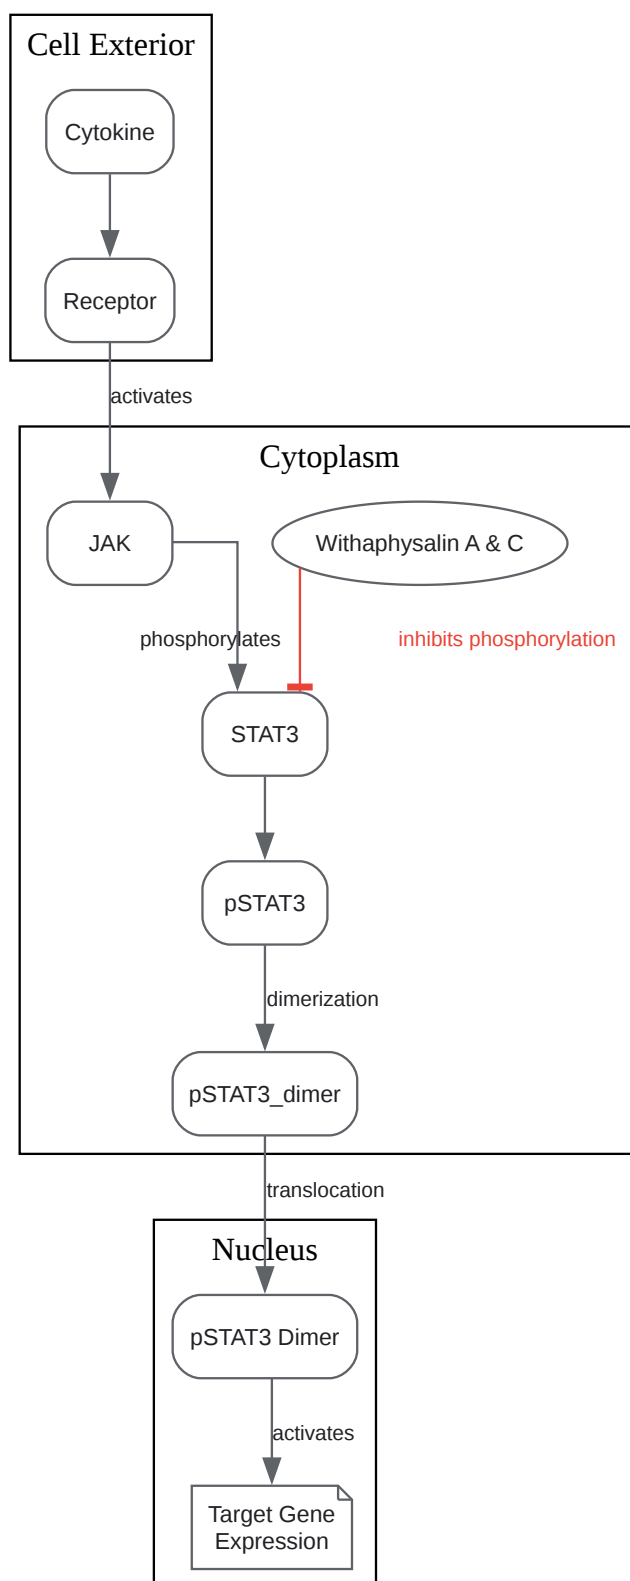 Cell Exterior
Cytokine
Receptor
activates
Cytoplasm
JAK
Withaphysalin A & C
phosphorylates
inhibits phosphorylation
STAT3
pSTAT3
dimerization
pSTAT3_dimer
translocation
Nucleus
pSTAT3 Dimer
activates
Target Gene
Expression